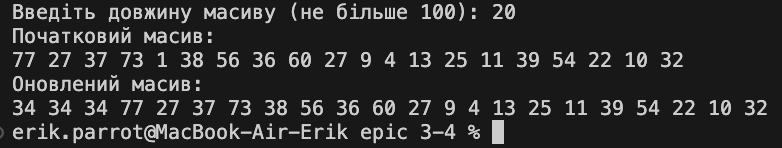 Введіть довжину масиву (не більше 100): 20
Початковий масив:
77 27 37 73 1 38 56 36 60 27 9 4 13 25 11 39 54 22 10 32
Оновлений масив:
34 34 34 77 27 37 73 38 56 36 60 27 9 4 13 25 11 39 54 22 10 32
erik.parrot@MacBook-Air-Erik epic 3-4 %